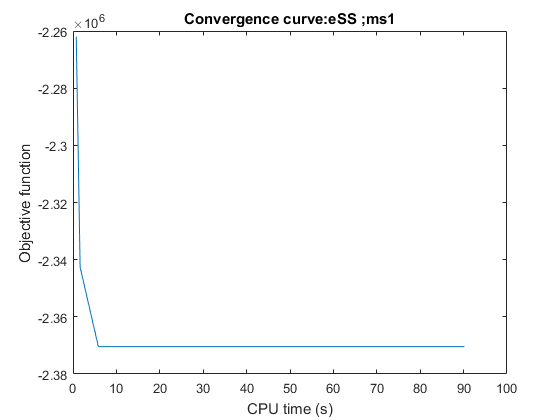 Convergence curve:eSS ;ms1
×10^6
-2.26
-2.28
-2.3
-2.32
-2.34
-2.36
-2.38
Objective function
0 10 20 30 40 50 60 70 80 90 100
CPU time (s)